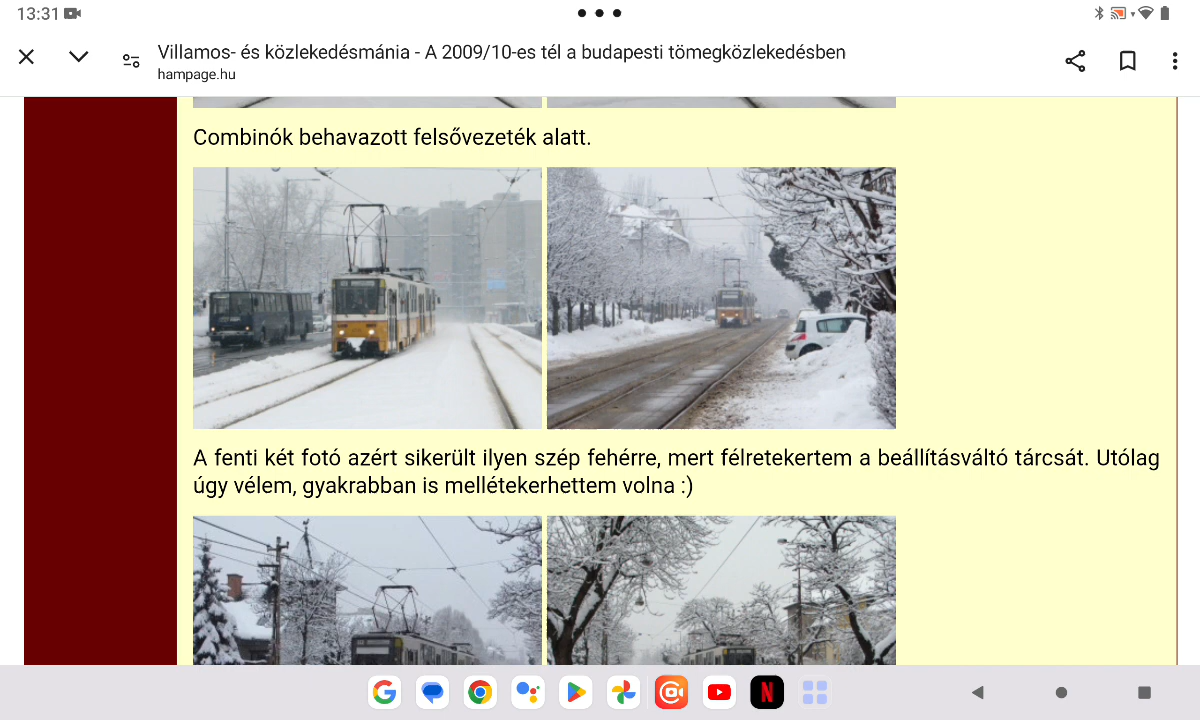 13:31
Villamos- és közlekedésmánia - A 2009/10-es tél a budapesti tömegközlekedésben
hampage.hu
Combinók behavazott felsővezeték alatt.
A fenti két fotó azért sikerült ilyen szép fehérre, mert félretekertem a beállításváltó tárcsát. Utólag
úgy vélem, gyakrabban is mellétekerhettem volna :)